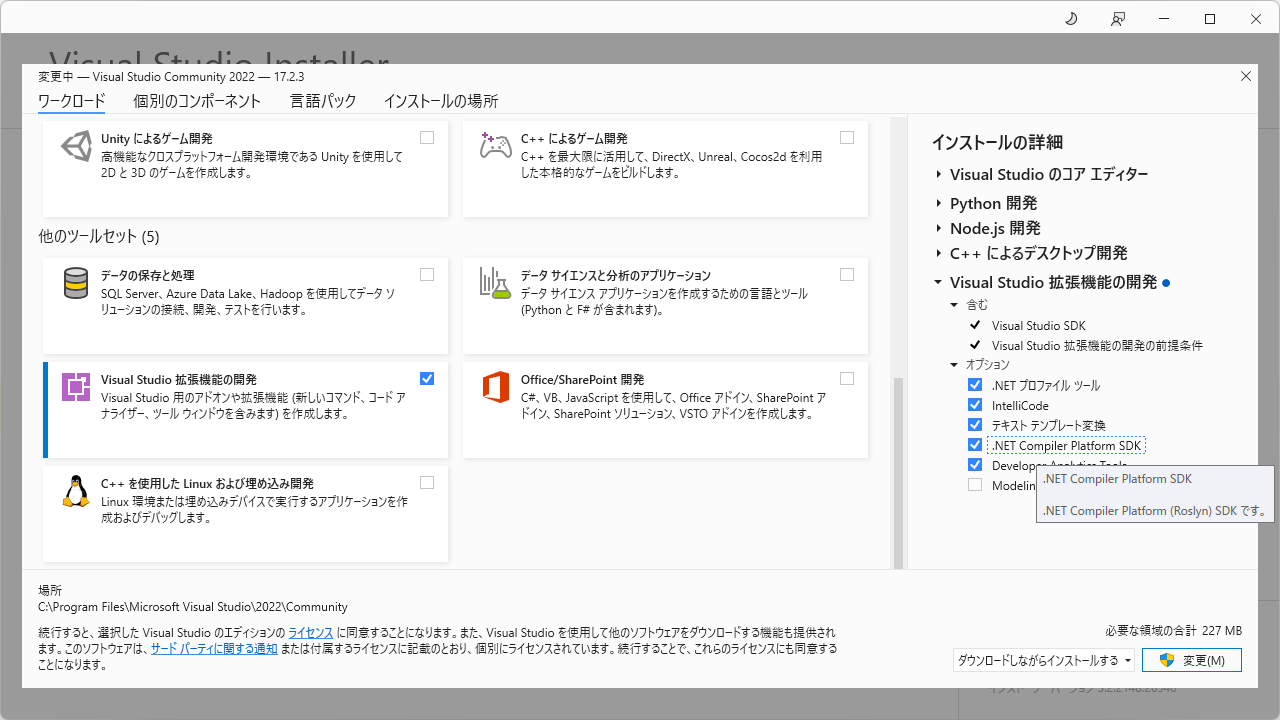 Visual Studio Installer
変更中 — Visual Studio Community 2022 — 17.2.3
ワークロード 個別のコンポーネント 言語パック インストールの場所
Unity によるゲーム開発
高機能なクロスプラットフォーム開発環境である Unity を使用して
2D と 3D のゲームを作成します。
C++ によるゲーム開発
C++ を最大限に活用して、DirectX、Unreal、Cocos2d を利用
した本格的なゲームをビルドします。
他のツールセット (5)
データの保存と処理
SQL Server、Azure Data Lake、Hadoop を使用してデータ ソ
リューションの接続、開発、テストを行います。
データ サイエンスと分析のアプリケーション
データ サイエンス アプリケーションを作成するための言語とツール
(Python と F# が含まれます)。
Visual Studio 拡張機能の開発
Visual Studio 用のアドオンや拡張機能 (新しいコマンド、コード ア
ナライザー、ツール ウィンドウを含みます) を作成します。
Office/SharePoint 開発
C#、VB、JavaScript を使用して、Office アドイン、SharePoint ア
ドイン、SharePoint ソリューション、VSTO アドインを作成します。
C++ を使用した Linux および埋め込み開発
Linux 環境または埋め込みデバイスで実行するアプリケーションを作
成およびデバッグします。
インストールの詳細
Visual Studio のコア エディター
Python 開発
Node.js 開発
C++ によるデスクトップ開発
Visual Studio 拡張機能の開発
含む
Visual Studio SDK
Visual Studio 拡張機能の開発の前提条件
オプション
.NET プロファイル ツール
IntelliCode
テキスト テンプレート変換
.NET Compiler Platform SDK
Developer Analytics Tools
Modelin
.NET Compiler Platform SDK
.NET Compiler Platform (Roslyn) SDK です。
場所
C:\Program Files\Microsoft Visual Studio\2022\Community
続行すると、選択した Visual Studio のエディションの ライセンス に同意することになります。また、Visual Studio を使用して他のソフトウェアをダウンロードする機能も提供されま
す。このソフトウェアは、サード パーティに関する通知 または付属するライセンスに記載のとおり、個別にライセンスされています。続行することで、これらのライセンスにも同意する
ことになります。
必要な領域の合計 227 MB
ダウンロードしながらインストールする 変更(M)